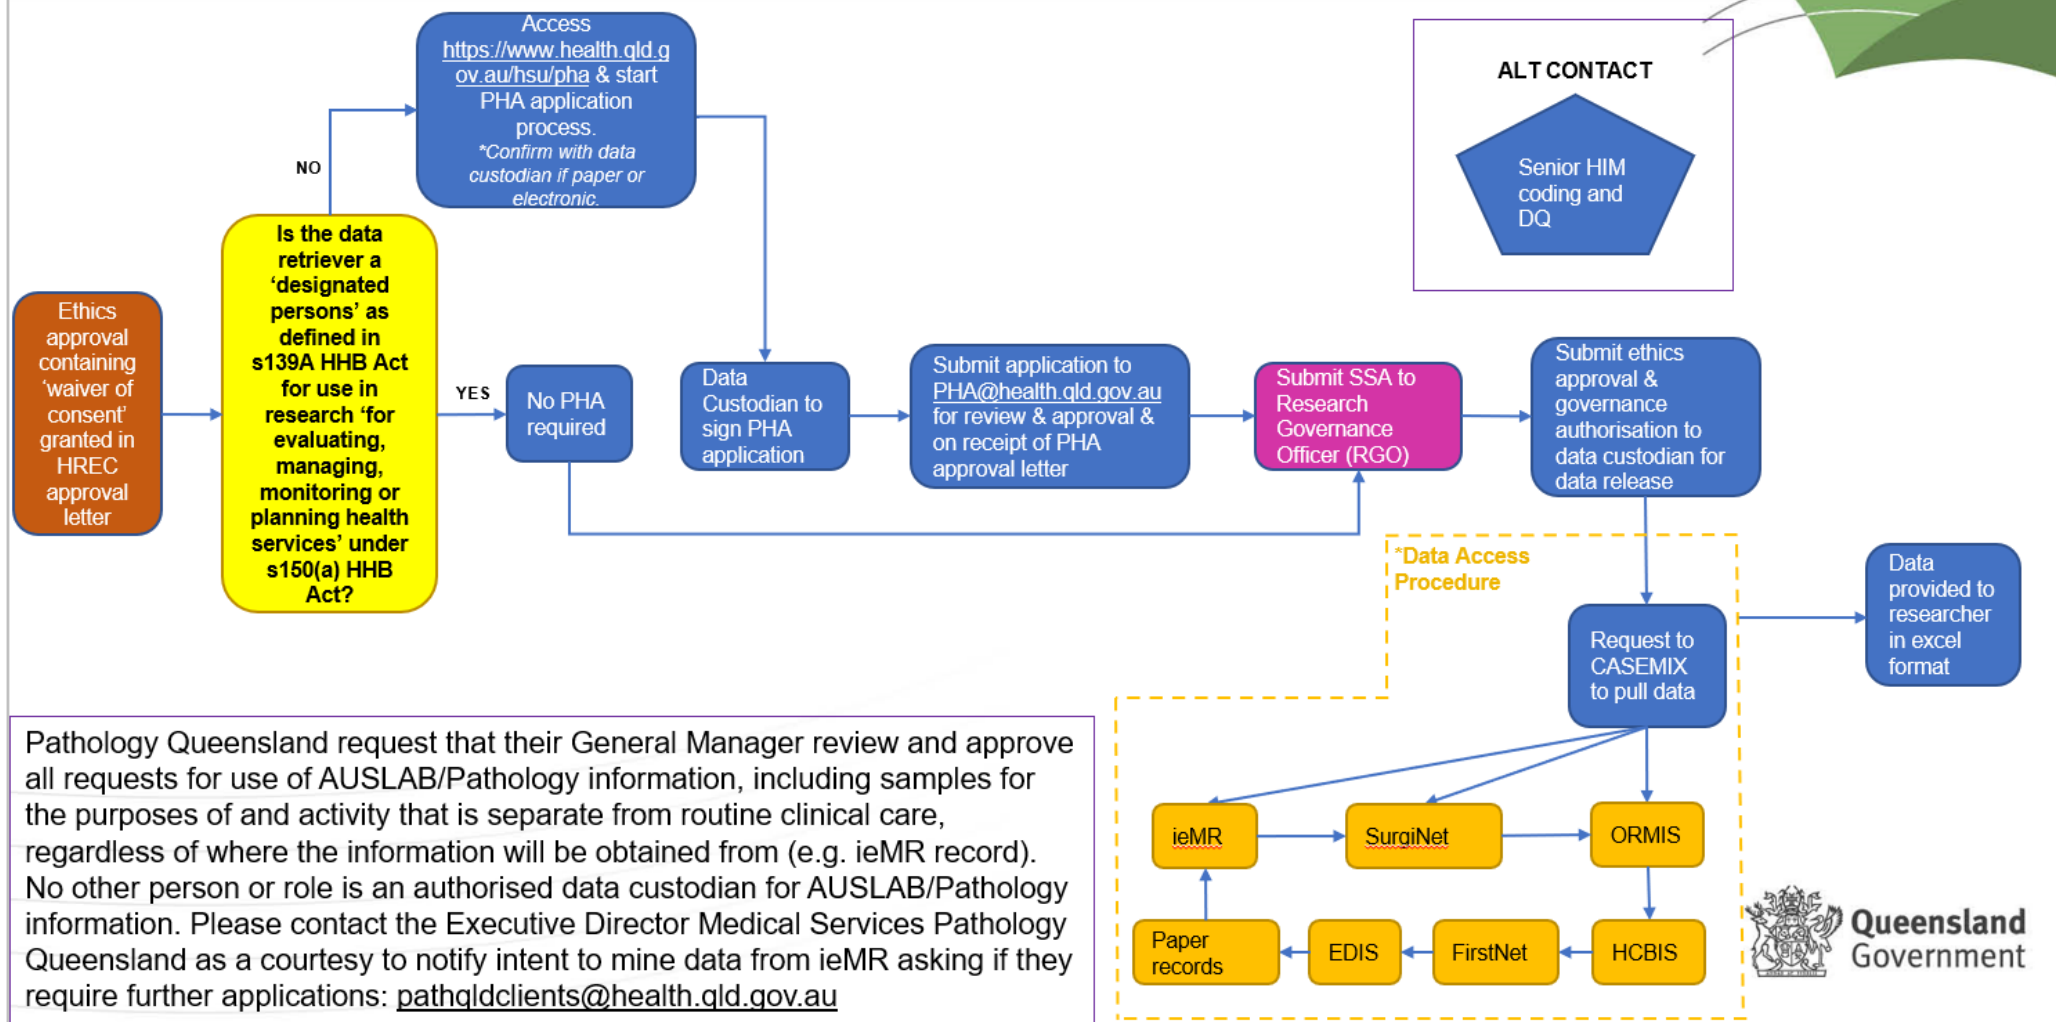 Access
https://www.health.qld.g
ov.au/hsu/pha & start
PHA application
process.
*Confirm with data
custodian if paper or
electronic.
ALT CONTACT
Senior HIM
coding and
DQ
NO
Is the data
retriever a
‘designated
persons’ as
defined in
s139A HHB Act
for use in
research ‘for
evaluating,
managing,
monitoring or
planning health
services’ under
s150(a) HHB
Act?
Ethics
approval
containing
‘waiver of
consent’
granted in
HREC
approval
letter
YES
No PHA
required
Data
Custodian to
sign PHA
application
Submit application to
PHA@health.qld.gov.au
for review & approval &
on receipt of PHA
approval letter
Submit SSA to
Research
Governance
Officer (RGO)
Submit ethics
approval &
governance
authorisation to
data custodian for
data release
*Data Access
Procedure
Request to
CASEMIX
to pull data
Data
provided to
researcher
in excel
format
ieMR
SurgiNet
ORMIS
Paper
records
EDIS
FirstNet
HCBIS
Pathology Queensland request that their General Manager review and approve
all requests for use of AUSLAB/Pathology information, including samples for
the purposes of and activity that is separate from routine clinical care,
regardless of where the information will be obtained from (e.g. ieMR record).
No other person or role is an authorised data custodian for AUSLAB/Pathology
information. Please contact the Executive Director Medical Services Pathology
Queensland as a courtesy to notify intent to mine data from ieMR asking if they
require further applications: pathqldclients@health.qld.gov.au
Queensland
Government